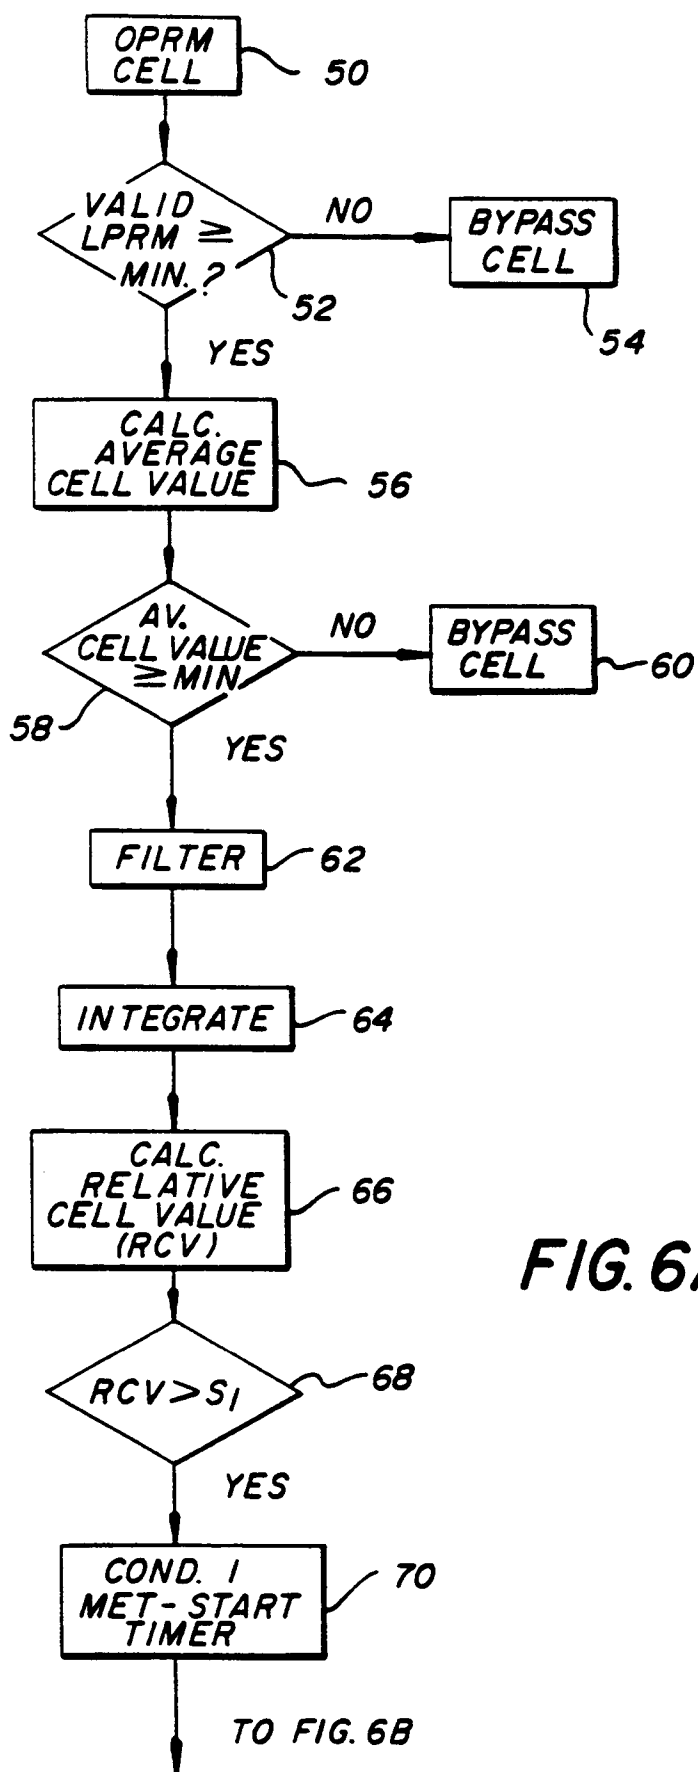 OPRM
CELL
50
VALID
LPRM ≥
MIN.?
52
NO
BYPASS
CELL
54
YES
CALC.
AVERAGE
CELL VALUE
56
AV.
CELL VALUE
≥ MIN
58
NO
BYPASS
CELL
60
YES
FILTER
62
INTEGRATE
64
CALC.
RELATIVE
CELL VALUE
(RCV)
66
FIG. 6A
RCV > S1
68
YES
COND. 1
MET-START
TIMER
70
TO FIG. 6B